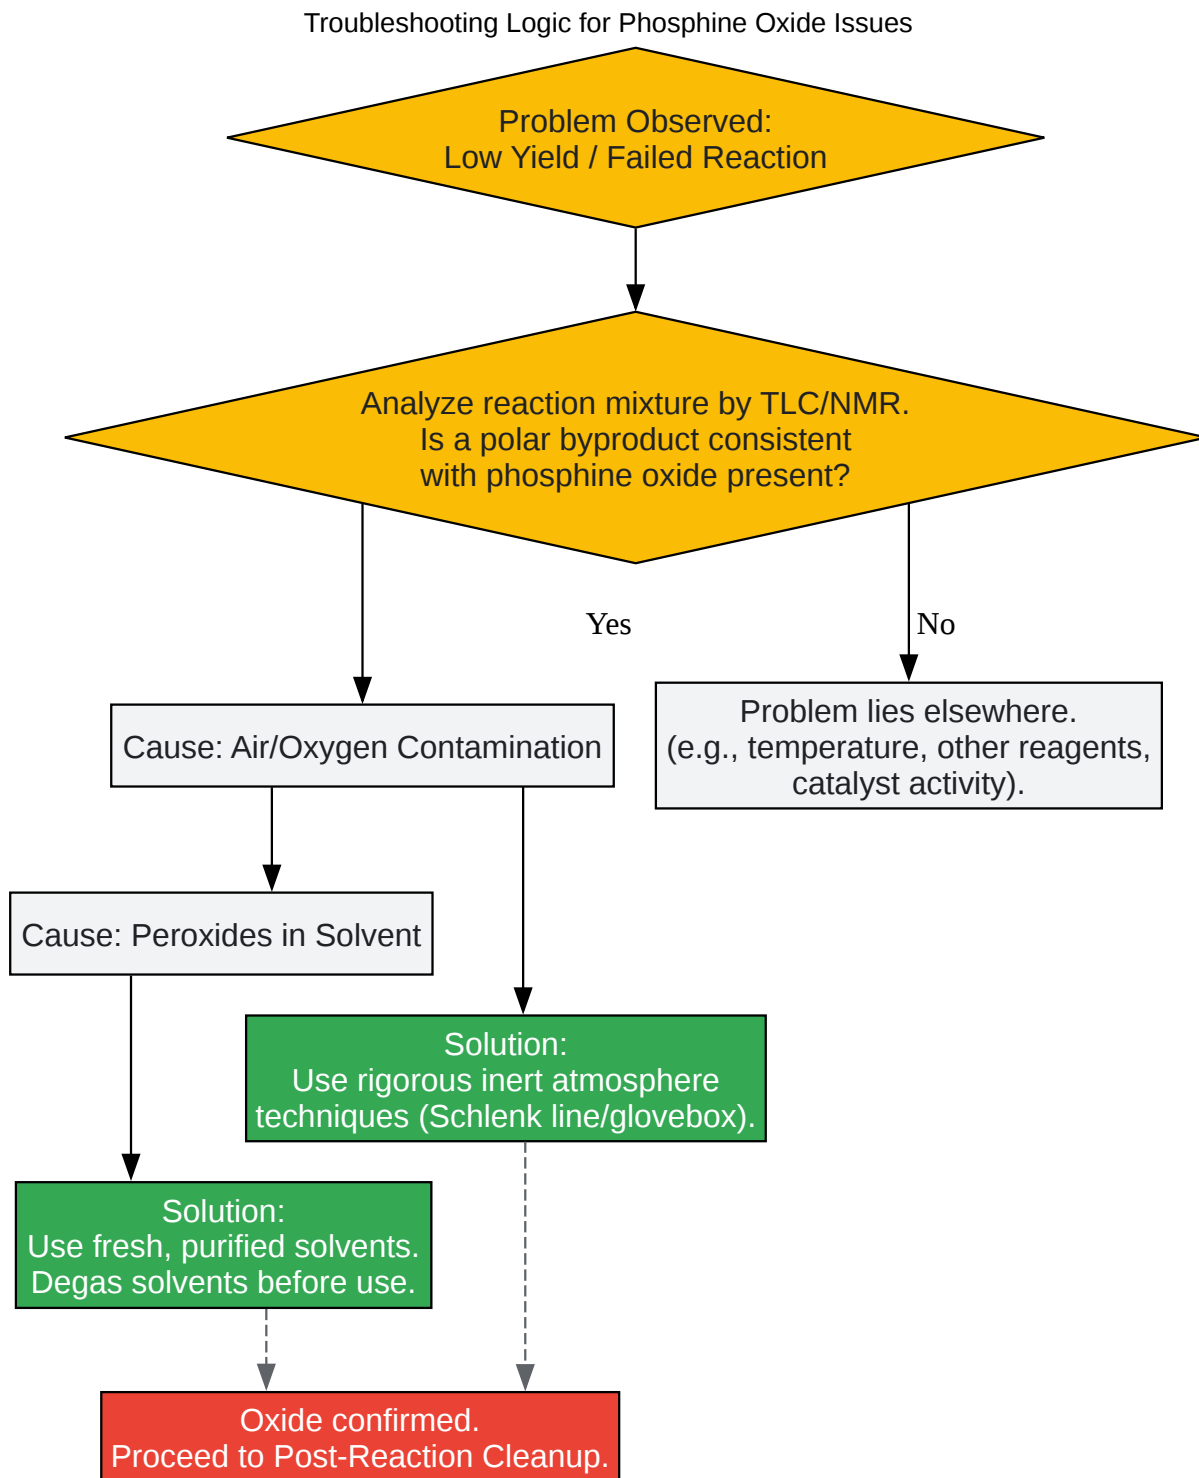 Troubleshooting Logic for Phosphine Oxide Issues
Problem Observed:
Low Yield / Failed Reaction
Analyze reaction mixture by TLC/NMR.
Is a polar byproduct consistent
with phosphine oxide present?
Yes
No
Cause: Air/Oxygen Contamination
Problem lies elsewhere.
(e.g., temperature, other reagents,
catalyst activity).
Cause: Peroxides in Solvent
Solution:
Use rigorous inert atmosphere
techniques (Schlenk line/glovebox).
Solution:
Use fresh, purified solvents.
Degas solvents before use.
Oxide confirmed.
Proceed to Post-Reaction Cleanup.